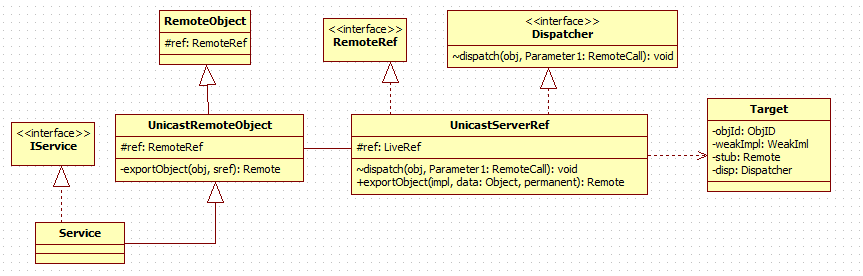 RemoteObject
#ref: RemoteRef
<<interface>>
RemoteRef
<<interface>>
Dispatcher
~dispatch(obj, Parameter1: RemoteCall): void
<<interface>>
IService
UnicastRemoteObject
#ref: RemoteRef
-exportObject(obj, sref): Remote
UnicastServerRef
#ref: LiveRef
~dispatch(obj, Parameter1: RemoteCall): void
+exportObject(impl, data: Object, permanent): Remote
Target
-objId: ObjID
-weakImpl: WeakIml
-stub: Remote
-disp: Dispatcher
Service